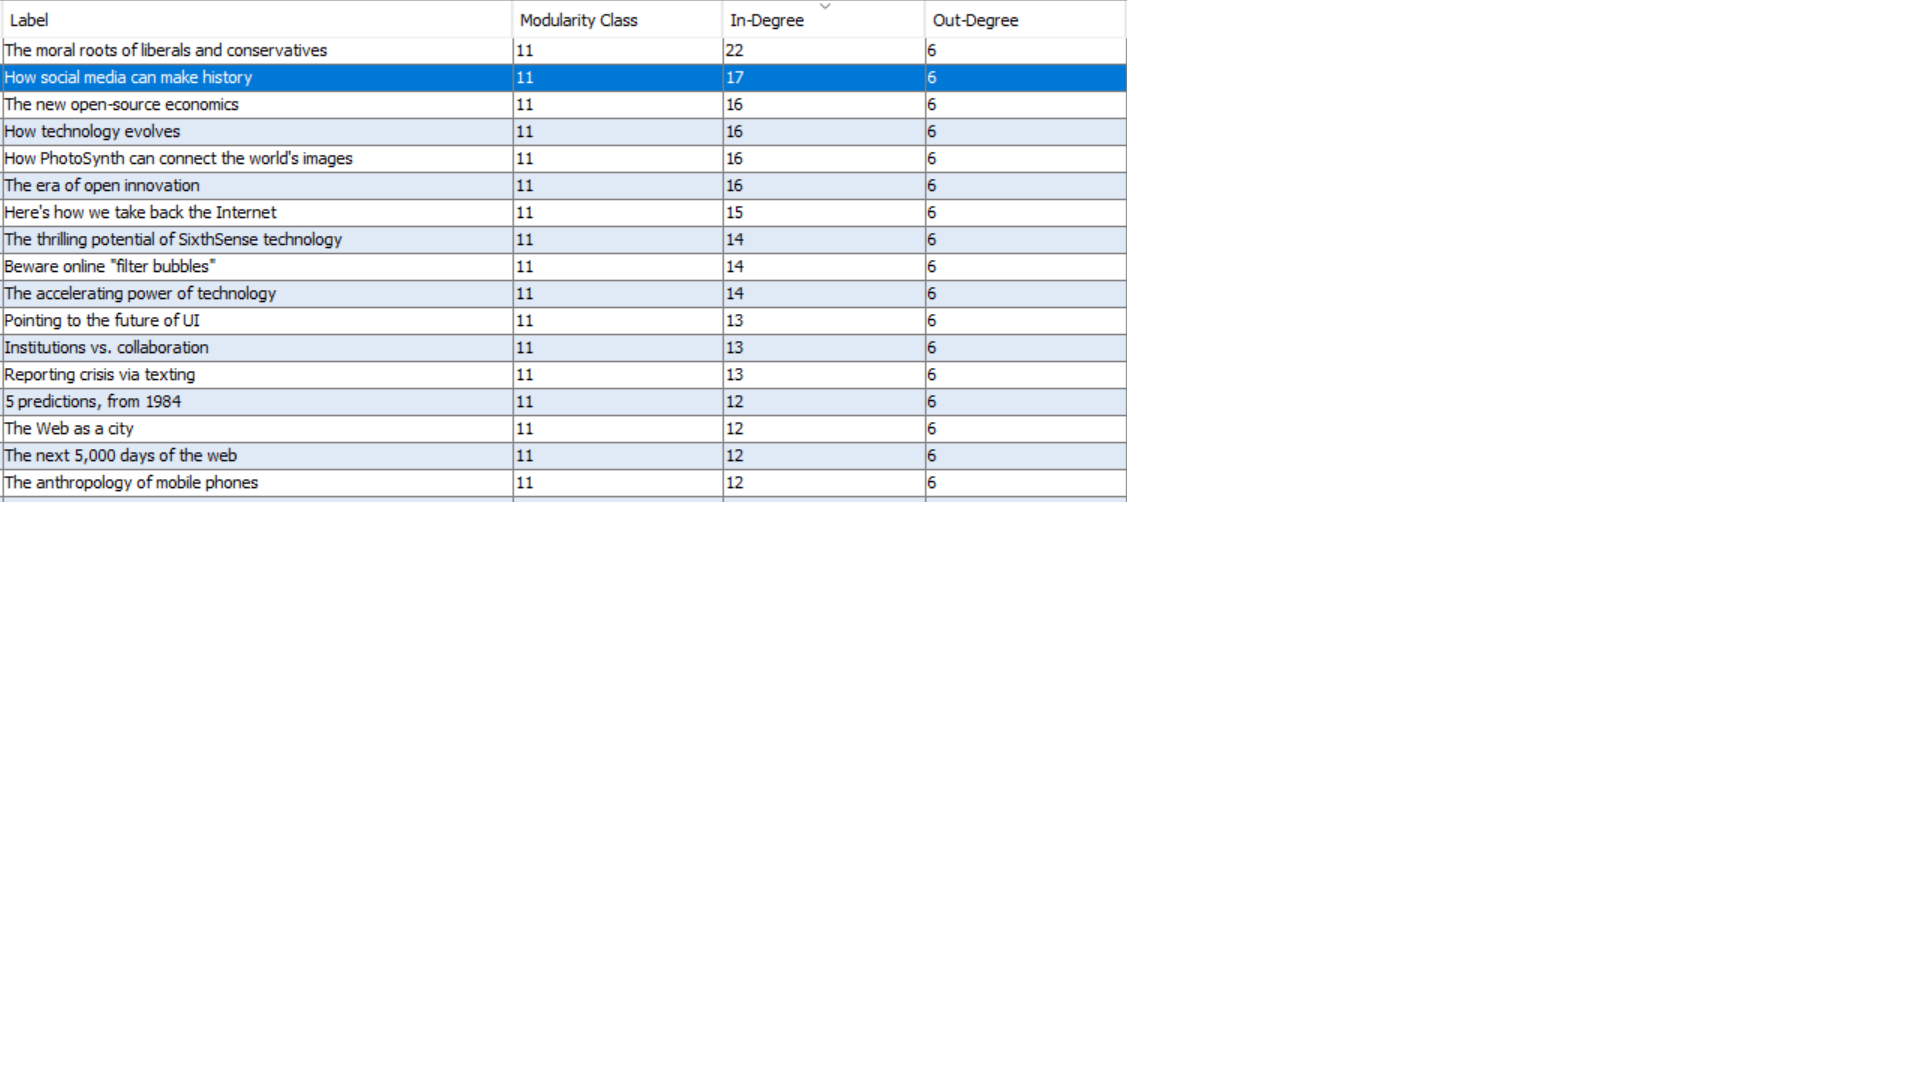 Label Modularity Class In-Degree Out-Degree
The moral roots of liberals and conservatives 11 22 6
How social media can make history 11 17 6
The new open-source economics 11 16 6
How technology evolves 11 16 6
How PhotoSynth can connect the world's images 11 16 6
The era of open innovation 11 16 6
Here's how we take back the Internet 11 15 6
The thrilling potential of SixthSense technology 11 14 6
Beware online "filter bubbles" 11 14 6
The accelerating power of technology 11 14 6
Pointing to the future of UI 11 13 6
Institutions vs. collaboration 11 13 6
Reporting crisis via texting 11 13 6
5 predictions, from 1984 11 12 6
The Web as a city 11 12 6
The next 5,000 days of the web 11 12 6
The anthropology of mobile phones 11 12 6